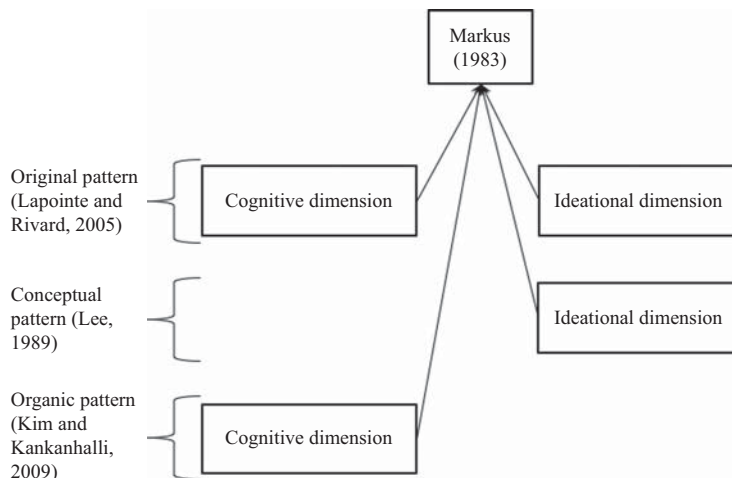 Markus
(1983)
Original pattern
(Lapointe and
Rivard, 2005)
Cognitive dimension
Ideational dimension
Conceptual
pattern (Lee,
1989)
Ideational dimension
Organic pattern
(Kim and
Kankanhalli,
2009)
Cognitive dimension